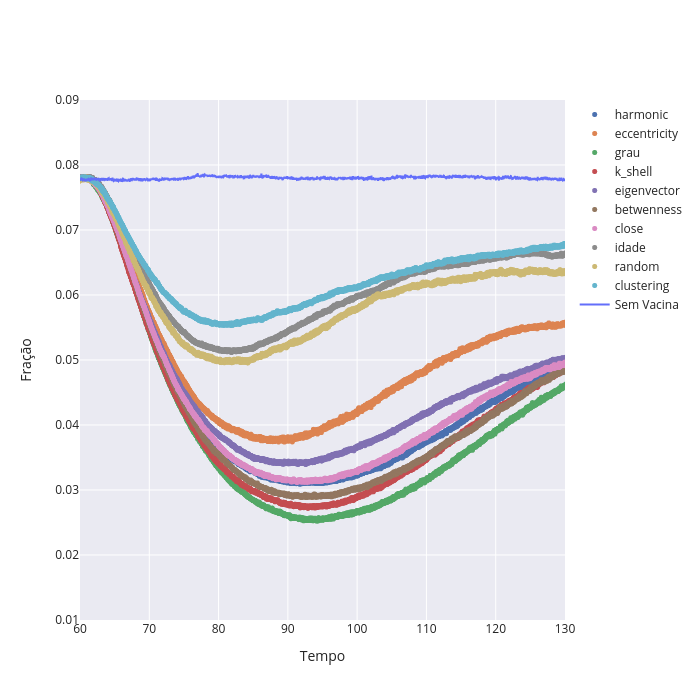 0.09
0.08
0.07
0.06
0.05
0.04
0.03
0.02
0.01
Fração
60 70 80 90 100 110 120 130
Tempo
harmonic
eccentricity
grau
k_shell
eigenvector
betwenness
close
idade
random
clustering
Sem Vacina